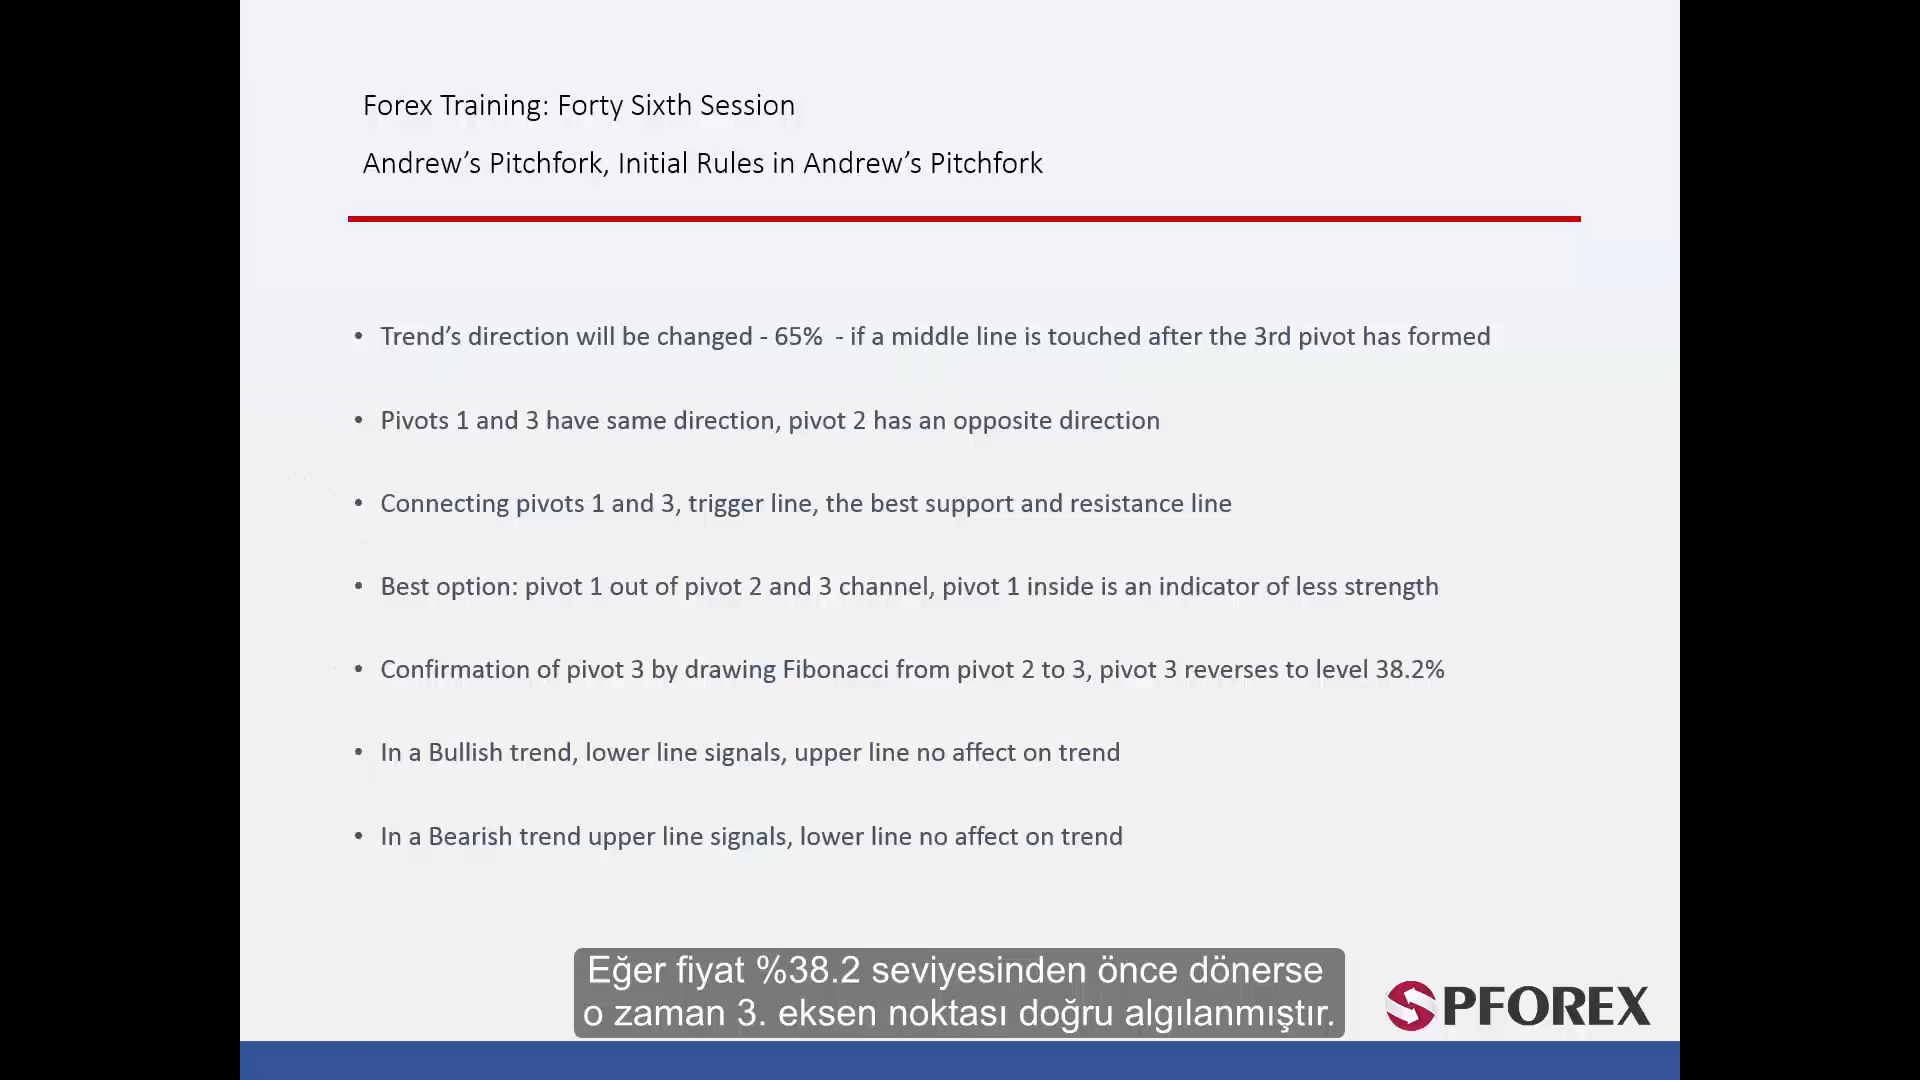 Forex Training: Forty Sixth Session
Andrew’s Pitchfork, Initial Rules in Andrew’s Pitchfork
• Trend’s direction will be changed - 65%  - if a middle line is touched after the 3rd pivot has formed
• Pivots 1 and 3 have same direction, pivot 2 has an opposite direction
• Connecting pivots 1 and 3, trigger line, the best support and resistance line
• Best option: pivot 1 out of pivot 2 and 3 channel, pivot 1 inside is an indicator of less strength
• Confirmation of pivot 3 by drawing Fibonacci from pivot 2 to 3, pivot 3 reverses to level 38.2%
• In a Bullish trend, lower line signals, upper line no affect on trend
• In a Bearish trend upper line signals, lower line no affect on trend
Eğer fiyat %38.2 seviyesinden önce dönerse
o zaman 3. eksen noktası doğru algılanmıştır.
PFOREX